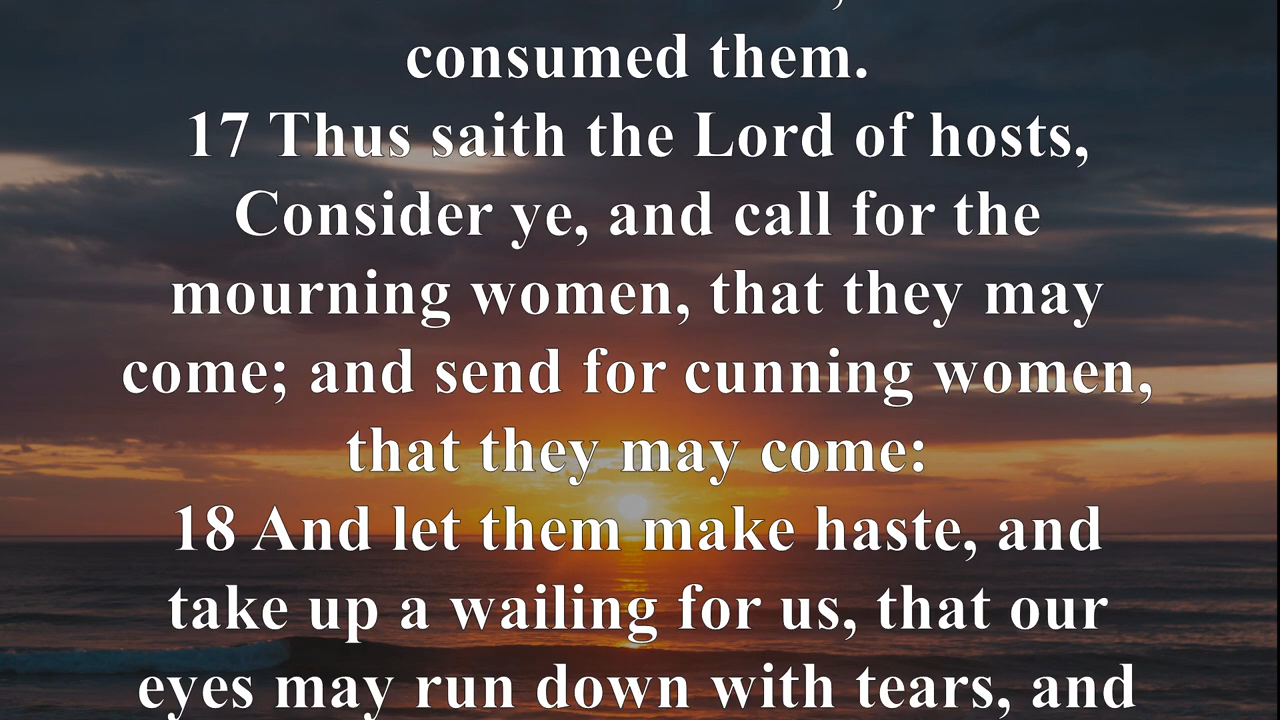 consumed them.
17 Thus saith the Lord of hosts,
Consider ye, and call for the
mourning women, that they may
come; and send for cunning women,
that they may come:
18 And let them make haste, and
take up a wailing for us, that our
eyes may run down with tears, and